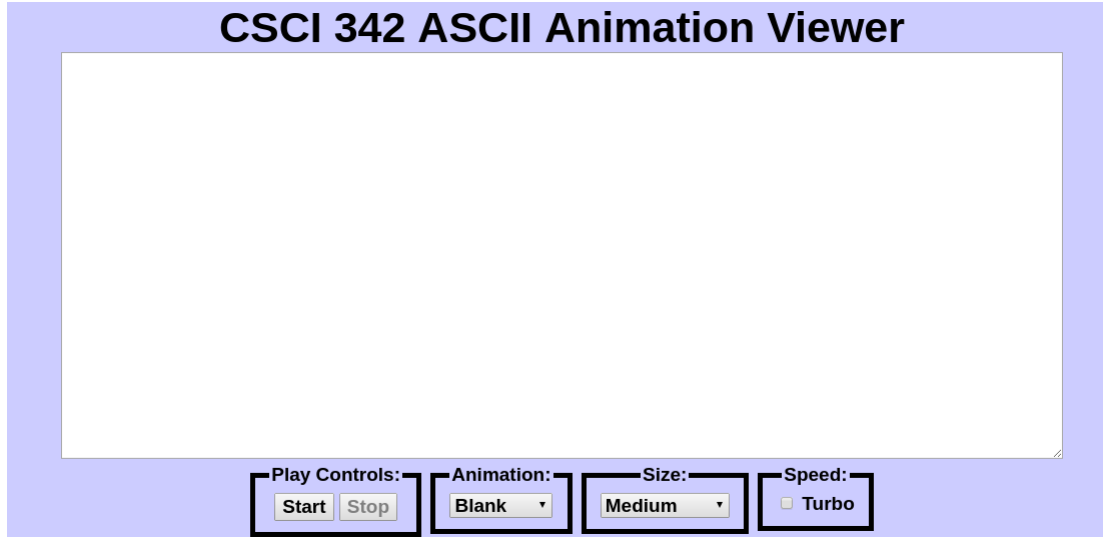 CSCI 342 ASCII Animation Viewer
Play Controls: Animation: Size: Speed:
Start Stop Blank Medium Turbo